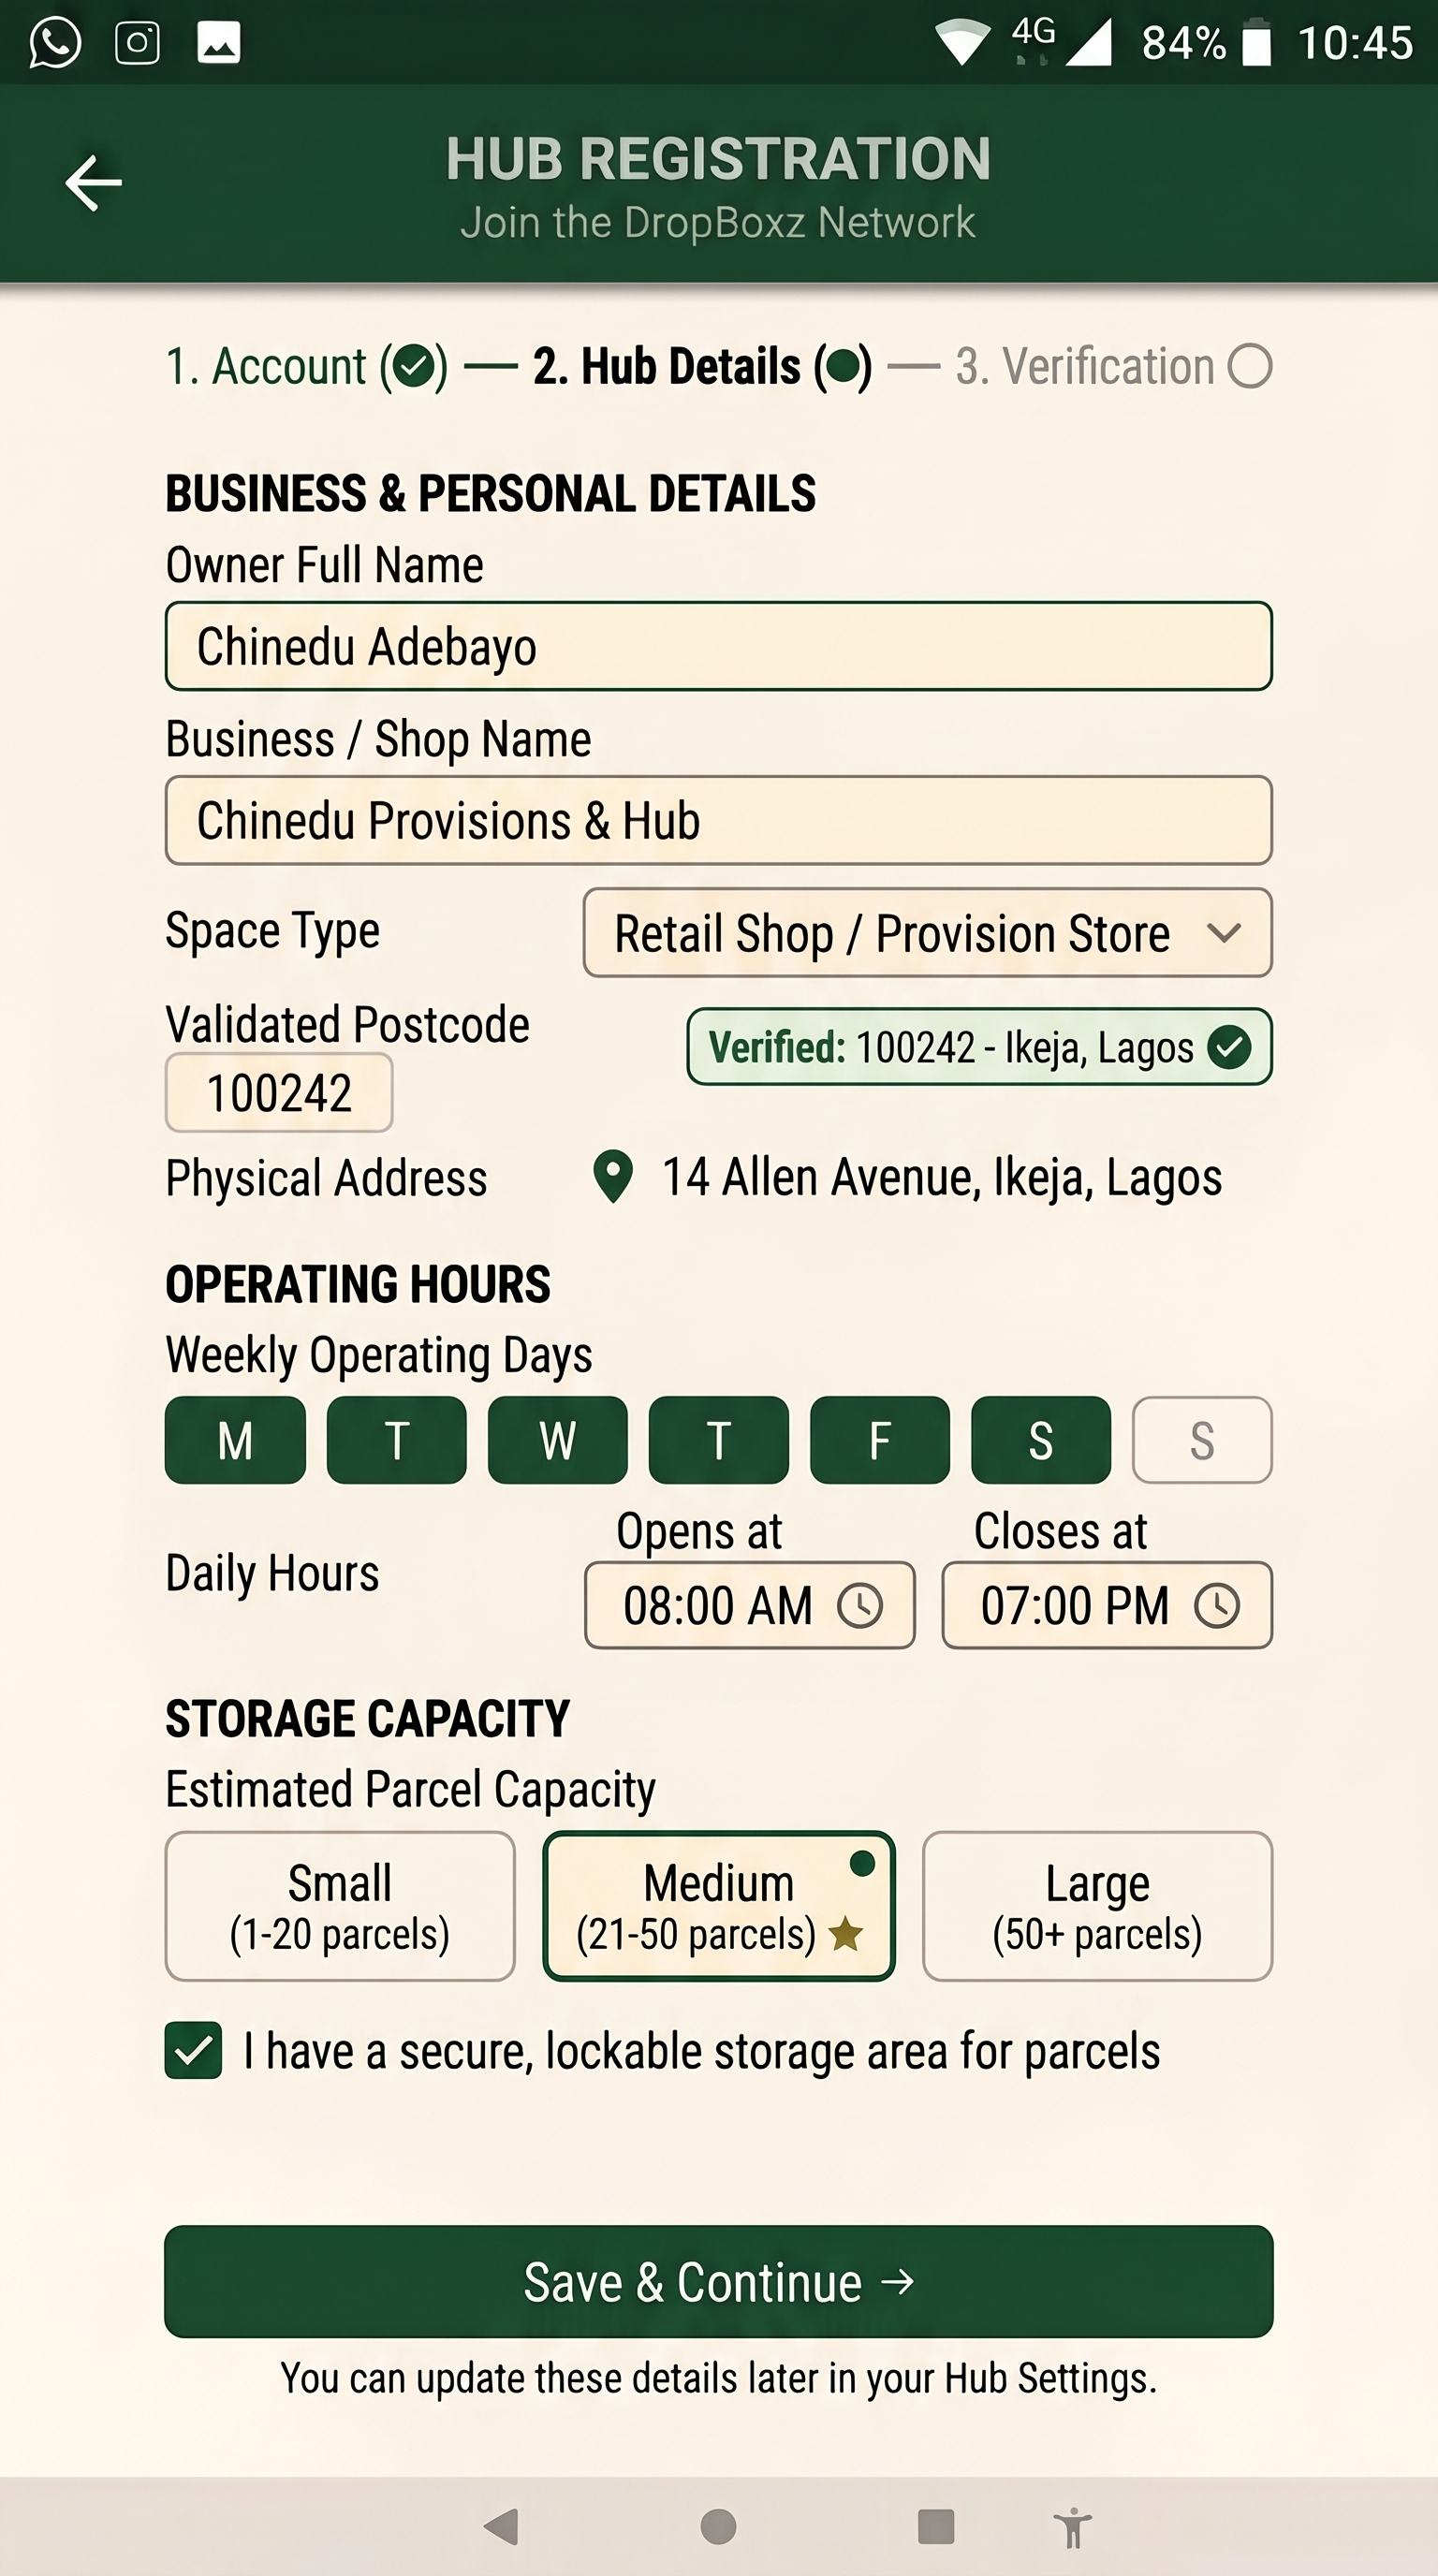 4G 84% 10:45
HUB REGISTRATION
Join the DropBoxz Network
1. Account (✓) — 2. Hub Details (●) — 3. Verification ○
BUSINESS & PERSONAL DETAILS
Owner Full Name
Chinedu Adebayo
Business / Shop Name
Chinedu Provisions & Hub
Space Type
Retail Shop / Provision Store
Validated Postcode
Verified: 100242 - Ikeja, Lagos
100242
Physical Address
14 Allen Avenue, Ikeja, Lagos
OPERATING HOURS
Weekly Operating Days
M T W T F S S
Opens at Closes at
Daily Hours
08:00 AM 07:00 PM
STORAGE CAPACITY
Estimated Parcel Capacity
Small Medium Large
(1-20 parcels) (21-50 parcels) (50+ parcels)
I have a secure, lockable storage area for parcels
Save & Continue →
You can update these details later in your Hub Settings.